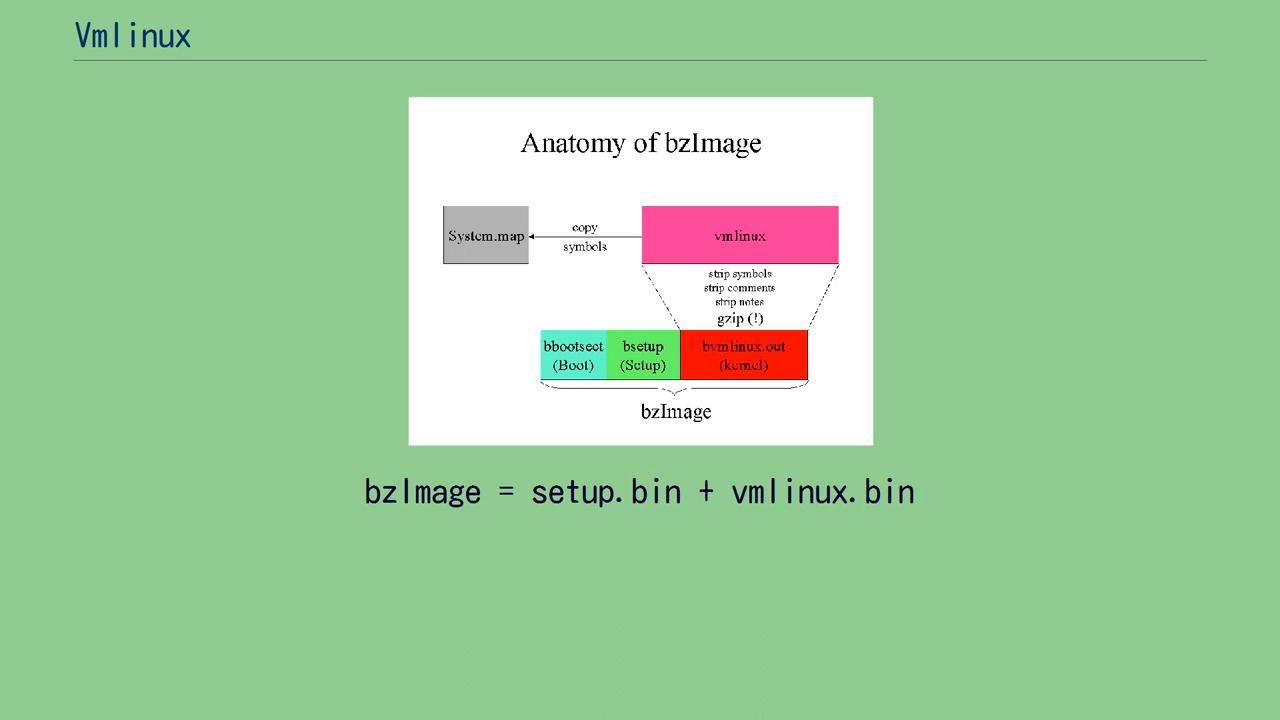 Vmlinux
Anatomy of bzImage
System.map
copy
symbols
vmlinux
strip symbols
strip comments
strip notes
gzip (!)
bbootsect
(Boot)
bsetup
(Setup)
bvmlinux.out
(kernel)
bzImage
bzImage = setup.bin + vmlinux.bin